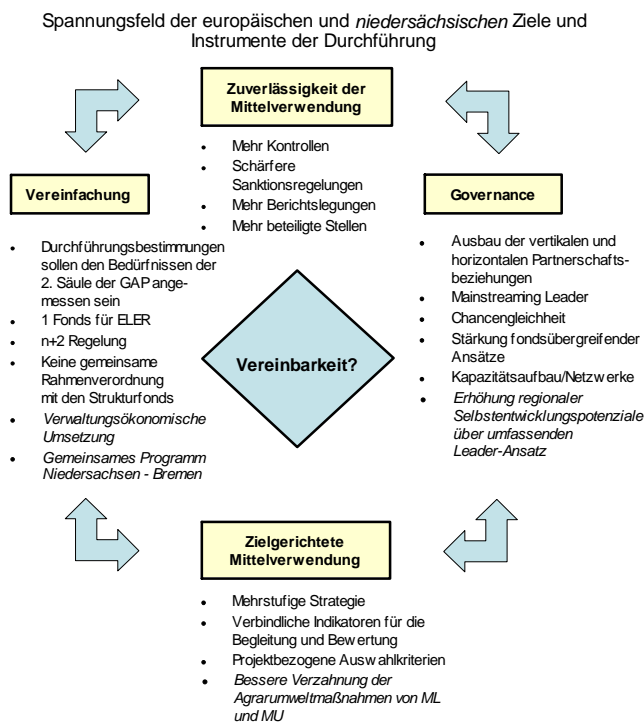 Spannungsfeld der europäischen und niedersächsischen Ziele und
Instrumente der Durchführung
Zuverlässigkeit der
Mittelverwendung
• Mehr Kontrollen
• Schärfere
Sanktionsregelungen
• Mehr Berichtslegungen
• Mehr beteiligte Stellen
Vereinfachung
• Durchführungsbestimmungen
sollen den Bedürfnissen der
2. Säule der GAP ange-
messen sein
• 1 Fonds für ELER
• n+2 Regelung
• Keine gemeinsame
Rahmenverordnung
mit den Strukturfonds
• Verwaltungsökonomische
Umsetzung
• Gemeinsames Programm
Niedersachsen - Bremen
Vereinbarkeit?
Governance
• Ausbau der vertikalen und
horizontalen Partnerschafts-
beziehungen
• Mainstreaming Leader
• Chancengleichheit
• Stärkung fondsübergreifender
Ansätze
• Kapazitätsaufbau/Netzwerke
• Erhöhung regionaler
Selbstentwicklungspotenziale
über umfassenden
Leader-Ansatz
Zielgerichtete
Mittelverwendung
• Mehrstufige Strategie
• Verbindliche Indikatoren für die
Begleitung und Bewertung
• Projektbezogene Auswahlkriterien
• Bessere Verzahnung der
Agrarumweltmaßnahmen von ML
und MU